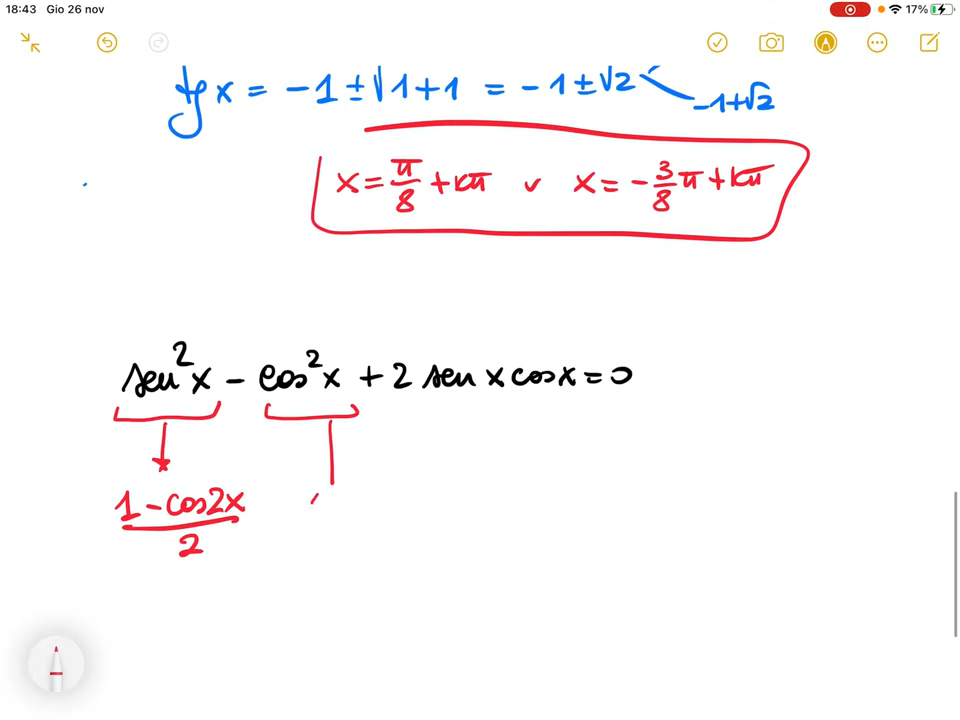 18:43 Gio 26 nov 17%
tg x = -1 ± √1+1 = -1 ± √2 -1+√2
x = π/8 + kπ v x = -3/8 π + kπ
sen²x - cos²x + 2 sen x cos x = 0
1 - cos2x
2